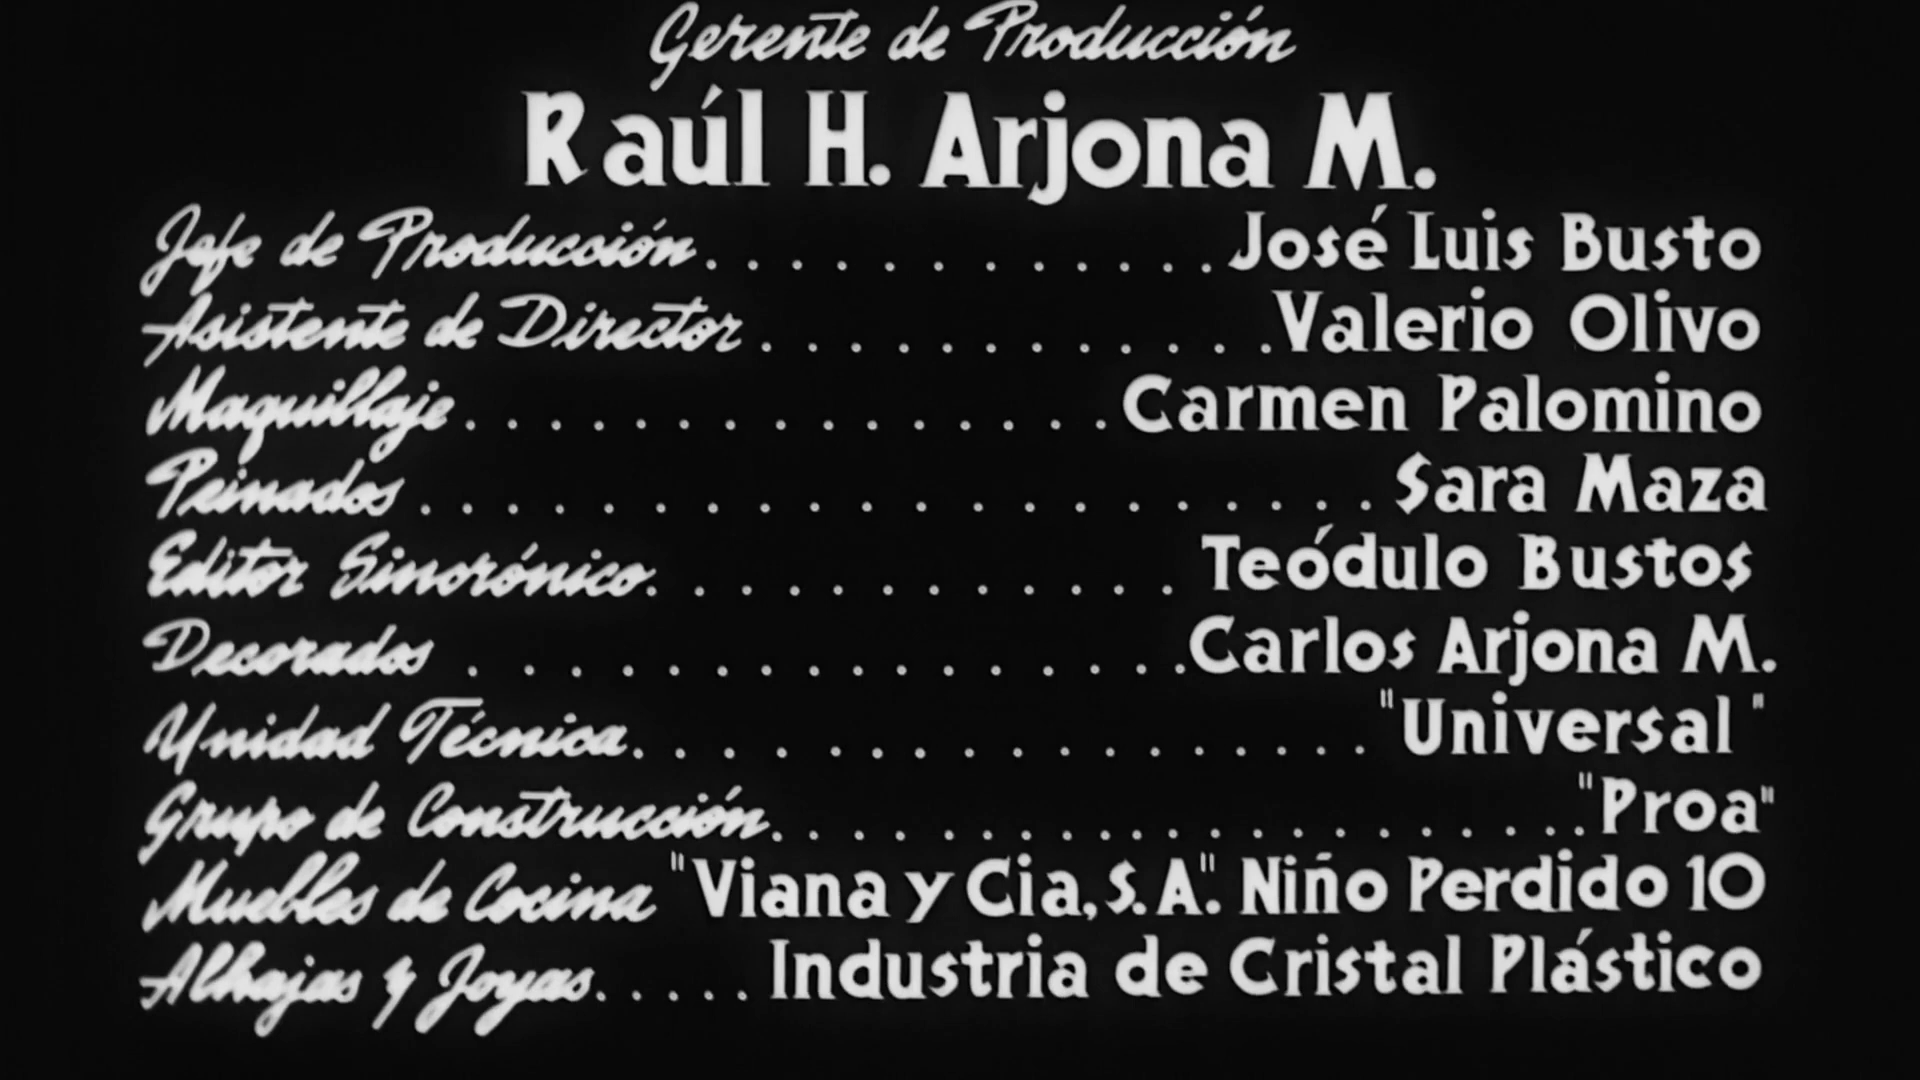 Gerente de Producción
Raúl H. Arjona M.
Jefe de Producción.............José Luis Busto
Asistente de Director............Valerio Olivo
Maquillaje................Carmen Palomino
Peinados......................Sara Maza
Editor Sincrónico............Teódulo Bustos
Decorados.................Carlos Arjona M.
Unidad Técnica................."Universal"
Grupo de Construcción...................."Proa"
Muebles de Cocina "Viana y Cia, S.A.". Niño Perdido 10
Alhajas y Joyas.....Industria de Cristal Plástico